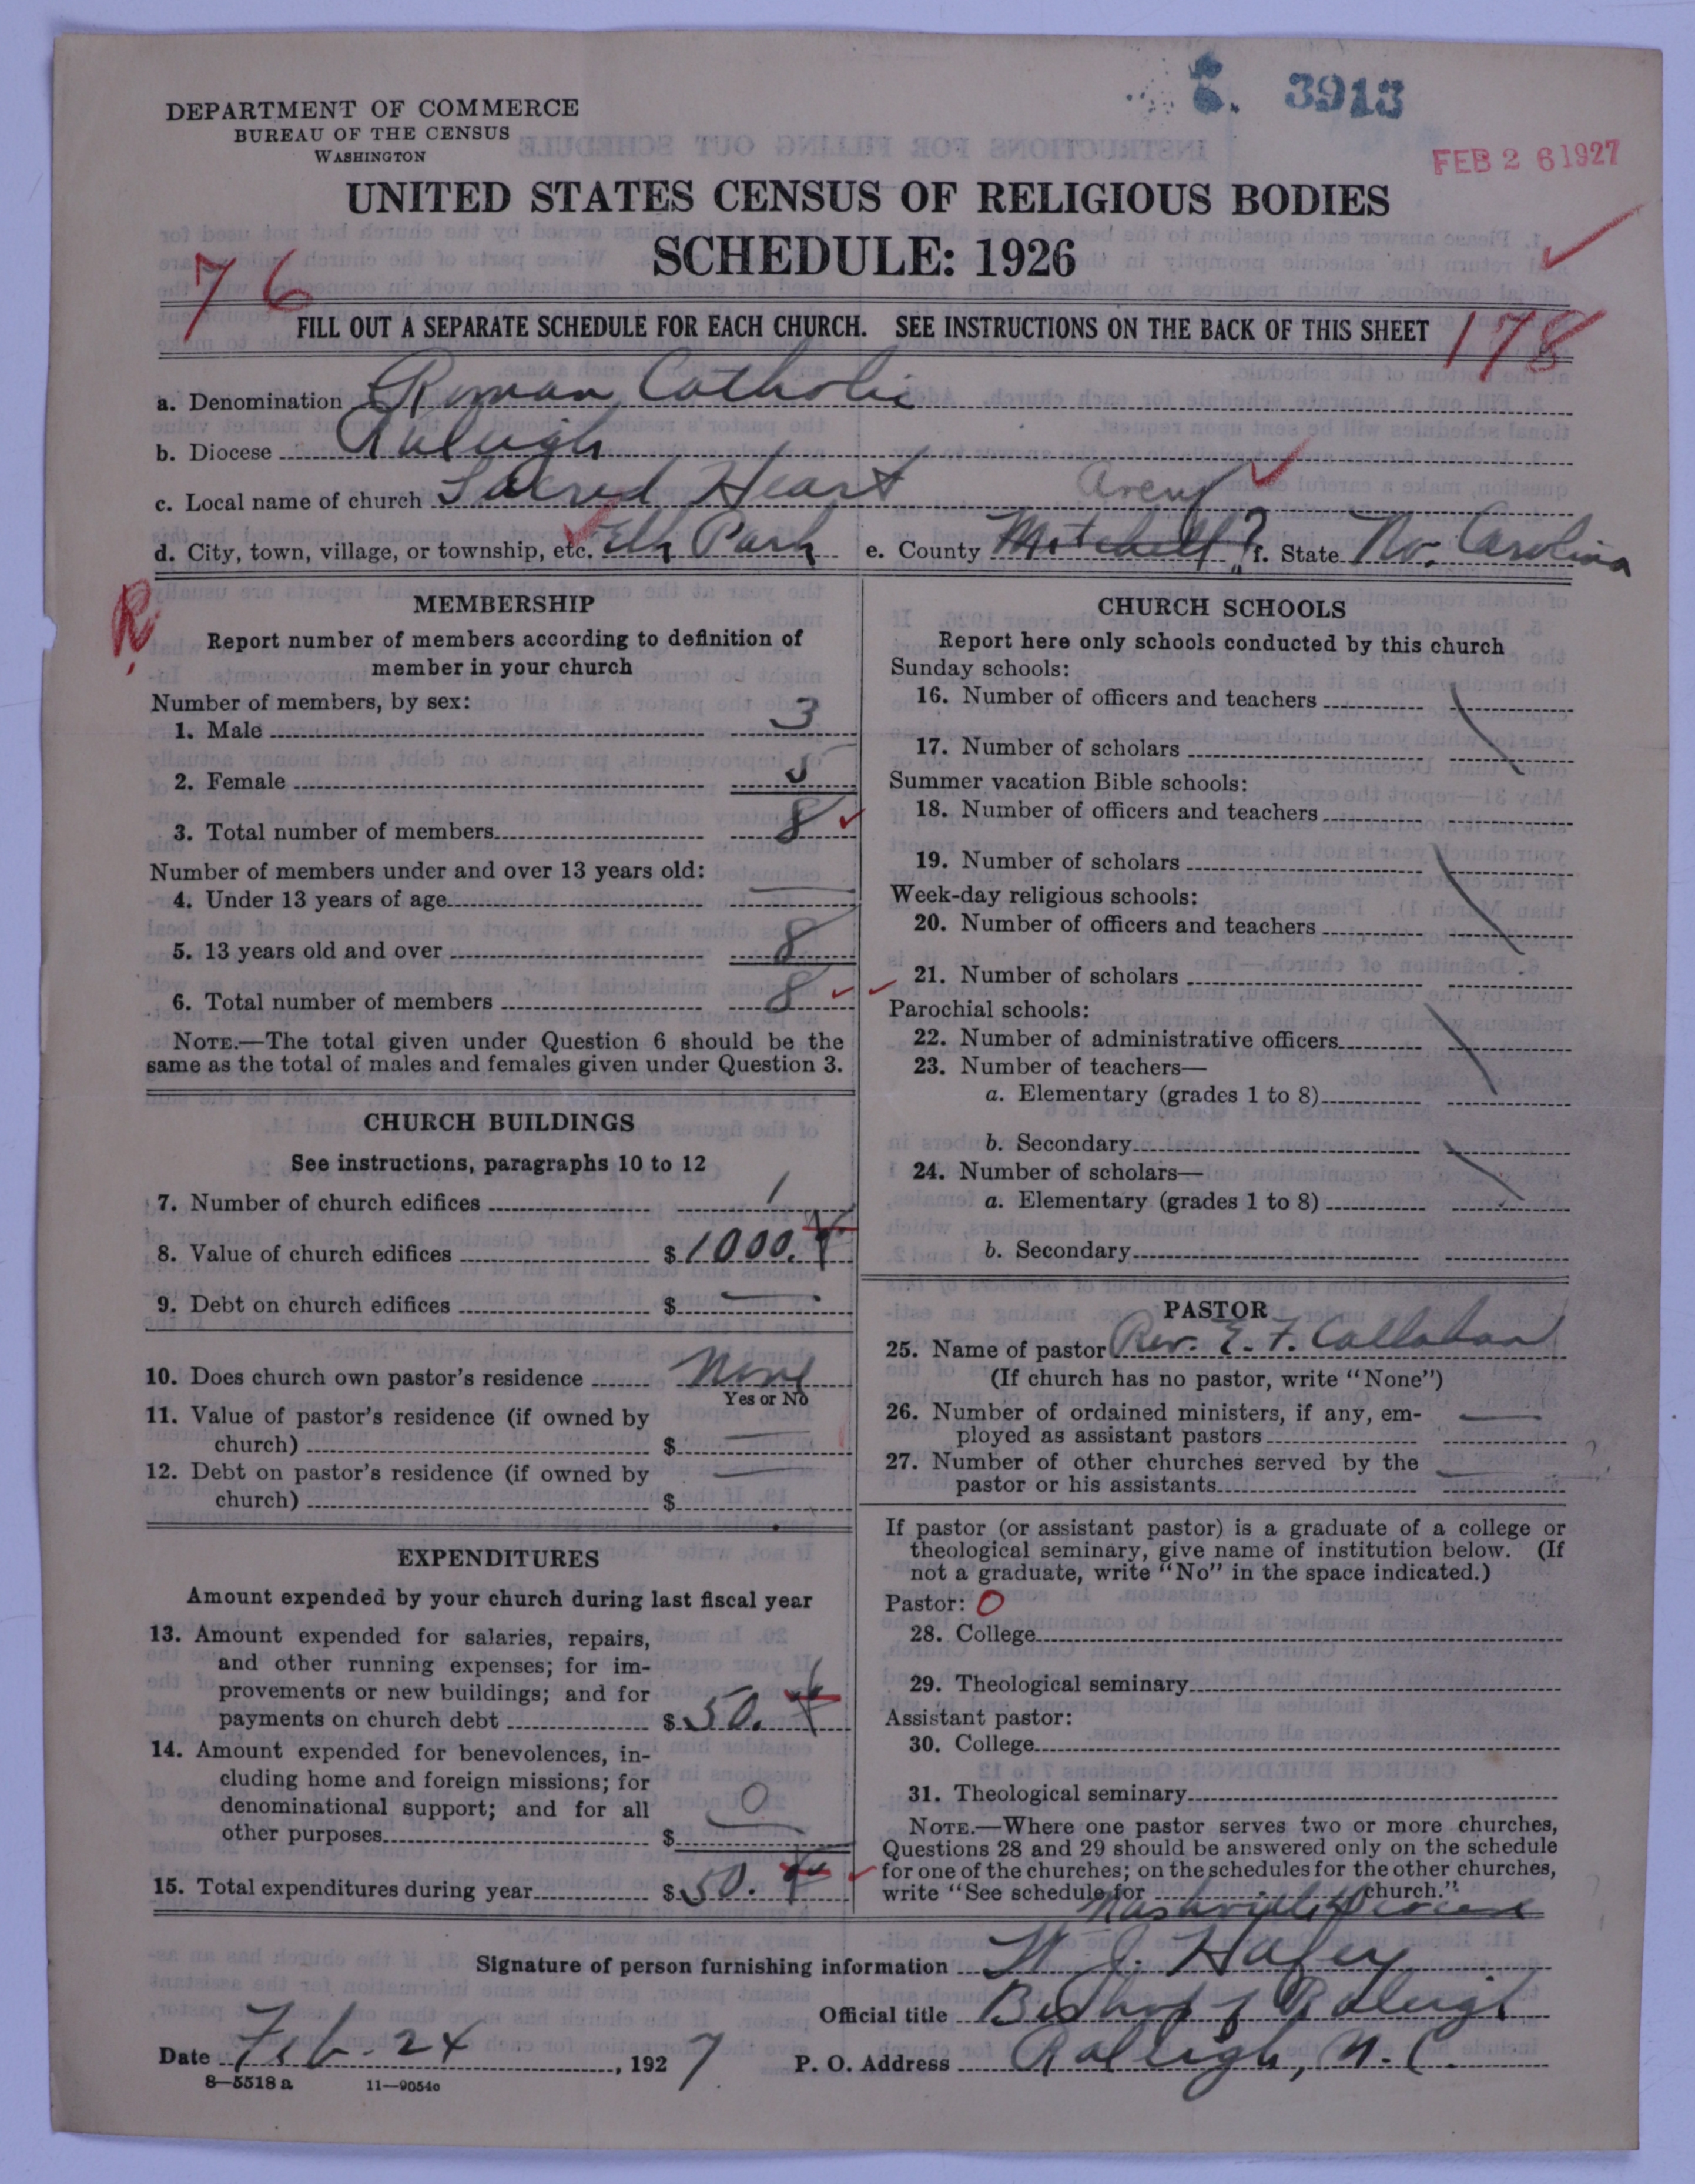 3913
FEB 26 1927
DEPARTMENT OF COMMERCE
BUREAU OF THE CENSUS
WASHINGTON
UNITED STATES CENSUS OF RELIGIOUS BODIES
SCHEDULE: 1926
76
FILL OUT A SEPARATE SCHEDULE FOR EACH CHURCH. SEE INSTRUCTIONS ON THE BACK OF THIS SHEET
178
a. Denomination Roman Catholic
b. Diocese Raleigh
c. Local name of church Sacred Heart Avery
d. City, town, village, or township, etc. Elk Park e. County Mitchell? f. State No. Carolina
R
MEMBERSHIP
Report number of members according to definition of
member in your church
Number of members, by sex:
1. Male 3
2. Female 5
3. Total number of members 8
Number of members under and over 13 years old:
4. Under 13 years of age —
5. 13 years old and over 8
6. Total number of members 8
NOTE.—The total given under Question 6 should be the
same as the total of males and females given under Question 3.
CHURCH BUILDINGS
See instructions, paragraphs 10 to 12
7. Number of church edifices 1
8. Value of church edifices $1000.
9. Debt on church edifices $ —
10. Does church own pastor's residence None
Yes or No
11. Value of pastor's residence (if owned by
church) $ —
12. Debt on pastor's residence (if owned by
church) $ —
EXPENDITURES
Amount expended by your church during last fiscal year
13. Amount expended for salaries, repairs,
and other running expenses; for im-
provements or new buildings; and for
payments on church debt $50.
14. Amount expended for benevolences, in-
cluding home and foreign missions; for
denominational support; and for all
other purposes $ 0
15. Total expenditures during year $50.
CHURCH SCHOOLS
Report here only schools conducted by this church
Sunday schools:
16. Number of officers and teachers
17. Number of scholars
Summer vacation Bible schools:
18. Number of officers and teachers
19. Number of scholars
Week-day religious schools:
20. Number of officers and teachers
21. Number of scholars
Parochial schools:
22. Number of administrative officers
23. Number of teachers—
a. Elementary (grades 1 to 8)
b. Secondary
24. Number of scholars—
a. Elementary (grades 1 to 8)
b. Secondary
PASTOR
25. Name of pastor Rev. E. F. Callahan
(If church has no pastor, write "None")
26. Number of ordained ministers, if any, em-
ployed as assistant pastors —
27. Number of other churches served by the
pastor or his assistants —
If pastor (or assistant pastor) is a graduate of a college or
theological seminary, give name of institution below. (If
not a graduate, write "No" in the space indicated.)
Pastor: O
28. College
29. Theological seminary
Assistant pastor:
30. College
31. Theological seminary
NOTE.—Where one pastor serves two or more churches,
Questions 28 and 29 should be answered only on the schedule
for one of the churches; on the schedules for the other churches,
write "See schedule for church."
Signature of person furnishing information W. J. Hafey
Official title Bishop of Raleigh
Date Feb. 24, 1927 P. O. Address Raleigh, N. C.
8—5518 a 11—9054c